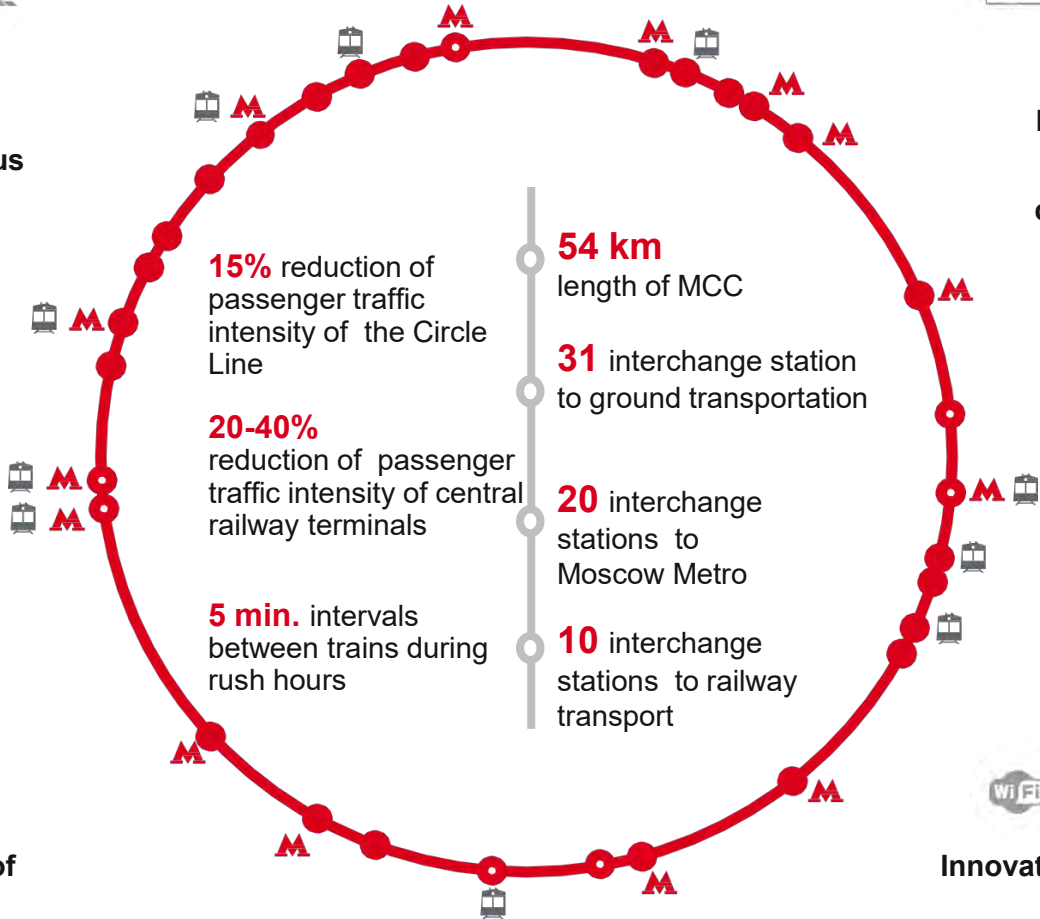 us
15% reduction of
passenger traffic
intensity of the Circle
Line
20-40%
reduction of passenger
traffic intensity of central
railway terminals
5 min. intervals
between trains during
rush hours
54 km
length of MCC
31 interchange station
to ground transportation
20 interchange
stations to
Moscow Metro
10 interchange
stations to railway
transport
Wi Fi
of
Innovat